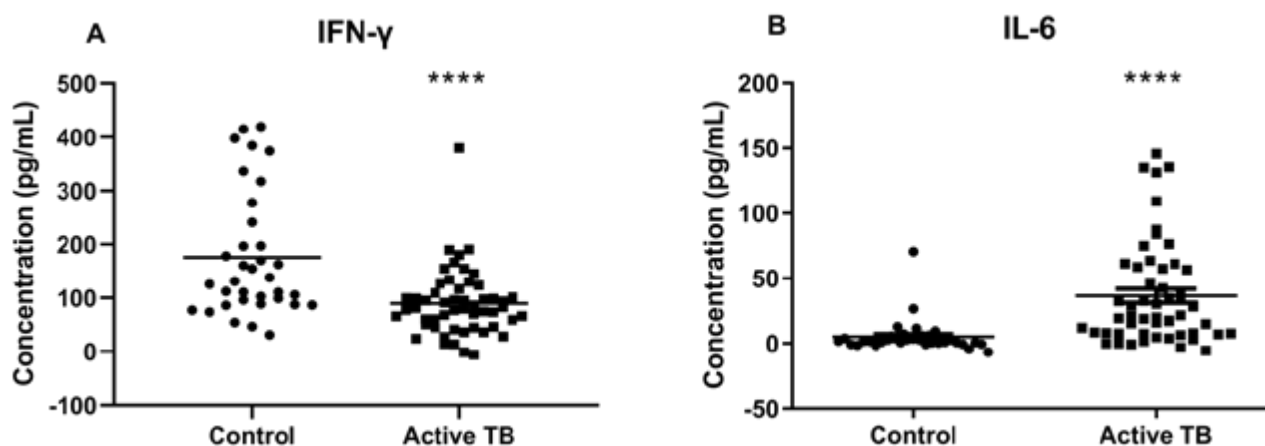 A
IFN-γ
****
Concentration (pg/mL)
500
400
300
200
100
0
-100
Control
Active TB
B
IL-6
****
Concentration (pg/mL)
200
150
100
50
0
-50
Control
Active TB